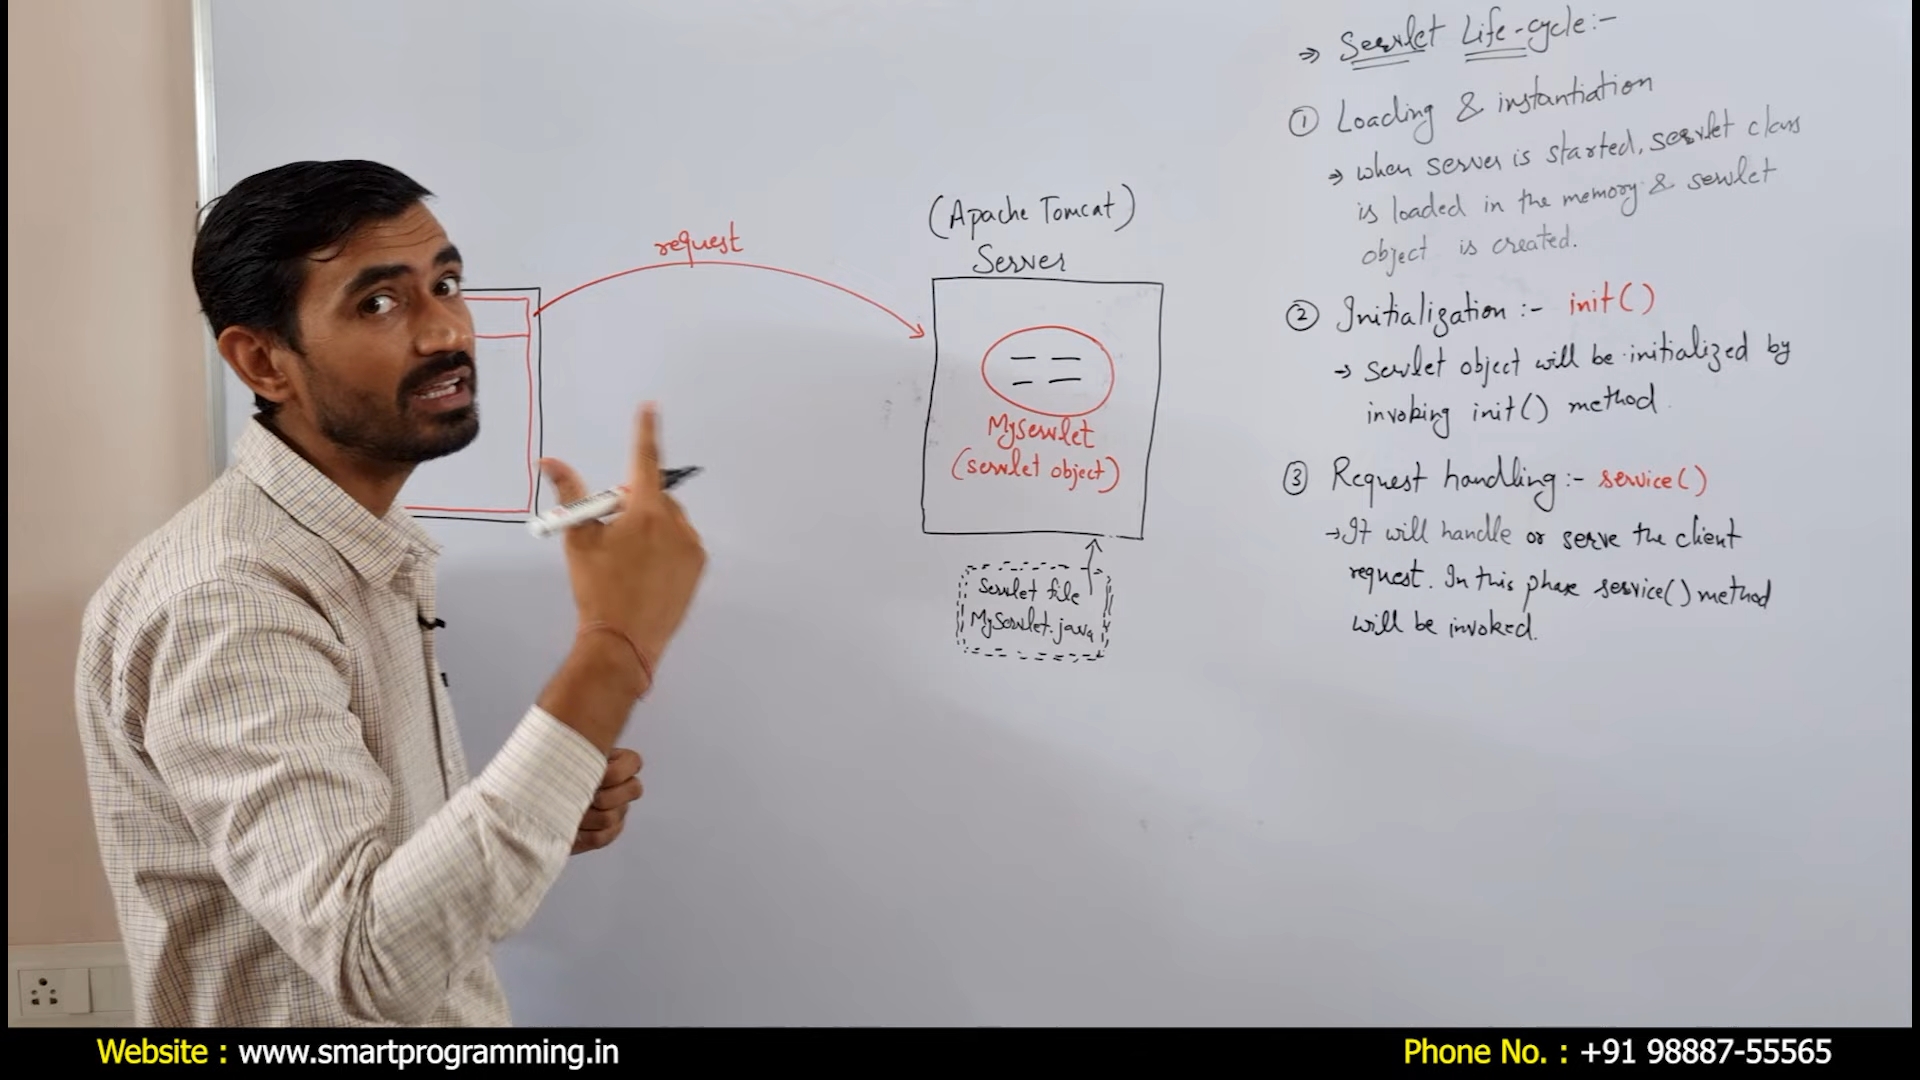 ⇒ Servlet Life-cycle:-
① Loading & instantiation
→ when server is started, servlet class
is loaded in the memory & servlet
object is created.
② Initialization :- init()
→ Servlet object will be initialized by
invoking init() method.
③ Request handling :- service()
→ It will handle or serve the client
request. In this phase service() method
will be invoked.
request
(Apache Tomcat)
Server
MyServlet
(servlet object)
Servlet file
MyServlet.java
Website : www.smartprogramming.in
Phone No. : +91 98887-55565